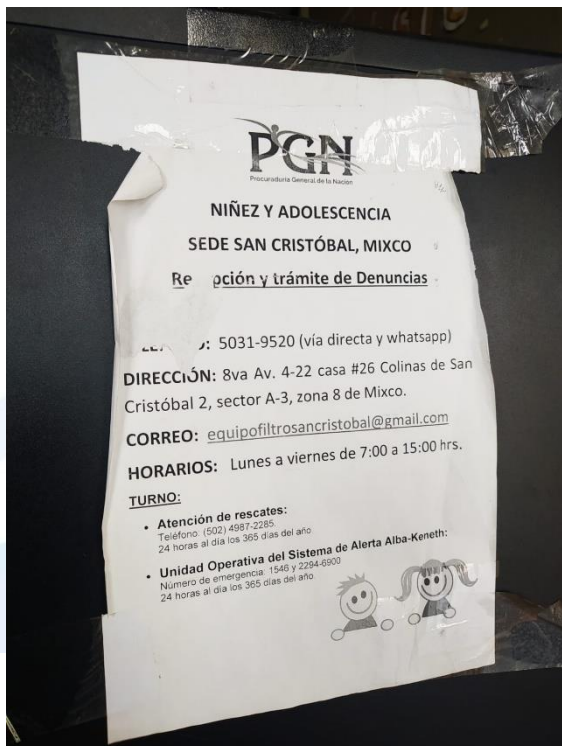 PGN
Procuraduría General de la Nación
NIÑEZ Y ADOLESCENCIA
SEDE SAN CRISTÓBAL, MIXCO
Re pción y trámite de Denuncias
5031-9520 (vía directa y whatsapp)
DIRECCIÓN: 8va Av. 4-22 casa #26 Colinas de San
Cristóbal 2, sector A-3, zona 8 de Mixco.
CORREO: equipofiltrosancristobal@gmail.com
HORARIOS: Lunes a viernes de 7:00 a 15:00 hrs.
TURNO:
• Atención de rescates:
Teléfono: (502) 4987-2285.
24 horas al día los 365 días del año.
• Unidad Operativa del Sistema de Alerta Alba-Keneth:
Número de emergencia: 1546 y 2294-6900
24 horas al día los 365 días del año.